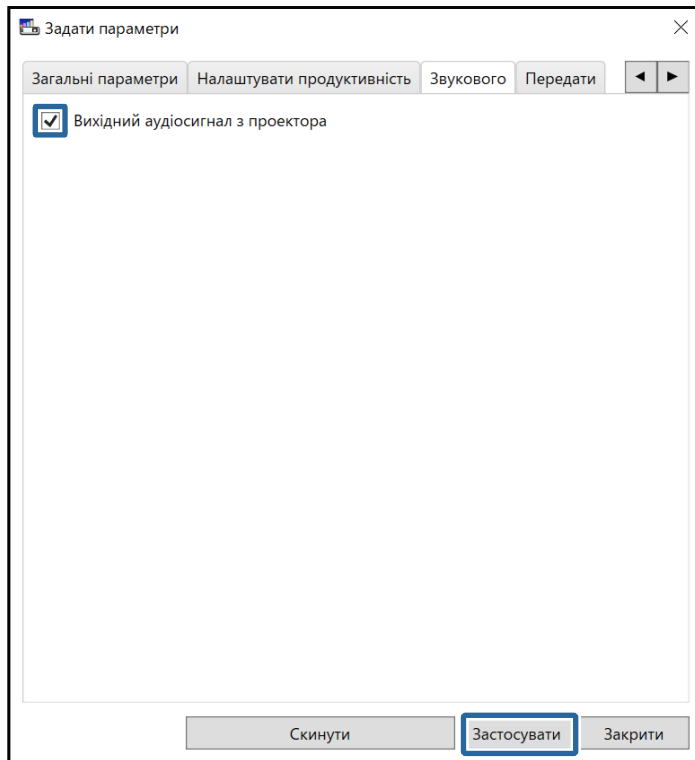 Задати параметри
Загальні параметри Налаштувати продуктивність Звукового Передати
Вихідний аудіосигнал з проектора
Скинути Застосувати Закрити